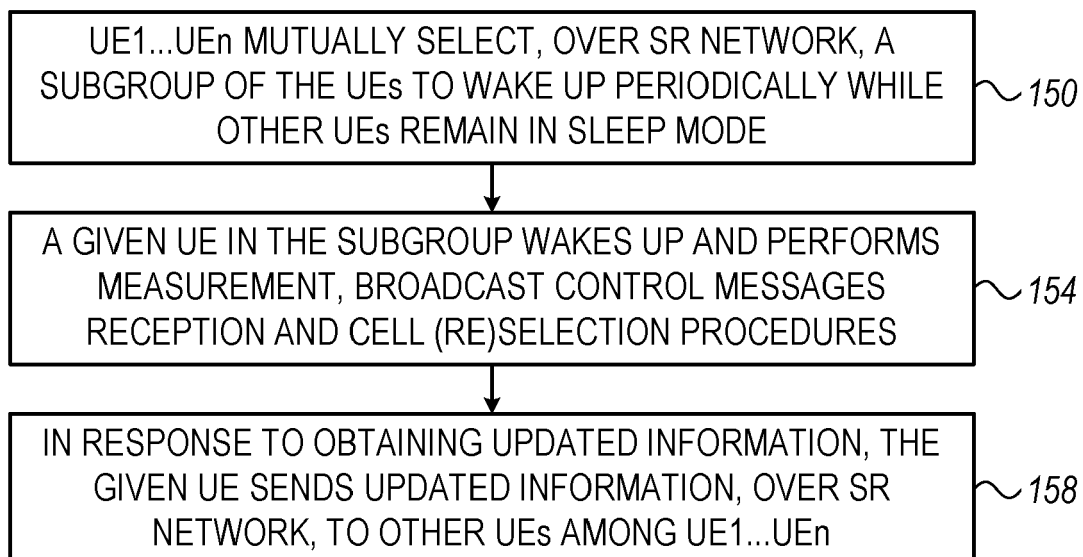 UE1...UEn MUTUALLY SELECT, OVER SR NETWORK, A
SUBGROUP OF THE UEs TO WAKE UP PERIODICALLY WHILE
OTHER UEs REMAIN IN SLEEP MODE
150
A GIVEN UE IN THE SUBGROUP WAKES UP AND PERFORMS
MEASUREMENT, BROADCAST CONTROL MESSAGES
RECEPTION AND CELL (RE)SELECTION PROCEDURES
154
IN RESPONSE TO OBTAINING UPDATED INFORMATION, THE
GIVEN UE SENDS UPDATED INFORMATION, OVER SR
NETWORK, TO OTHER UEs AMONG UE1...UEn
158